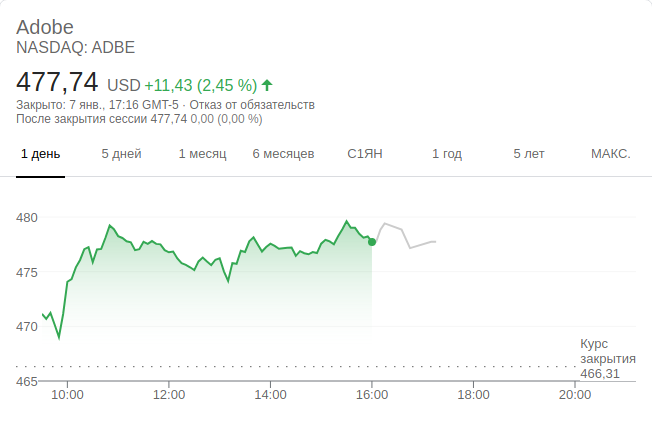 Adobe
NASDAQ: ADBE
477,74 USD +11,43 (2,45 %)
Закрыто: 7 янв., 17:16 GMT-5 · Отказ от обязательств
После закрытия сессии 477,74 0,00 (0,00 %)
1 день 5 дней 1 месяц 6 месяцев С1ЯН 1 год 5 лет МАКС.
480
475
470
Курс
закрытия
466,31
465
10:00 12:00 14:00 16:00 18:00 20:00